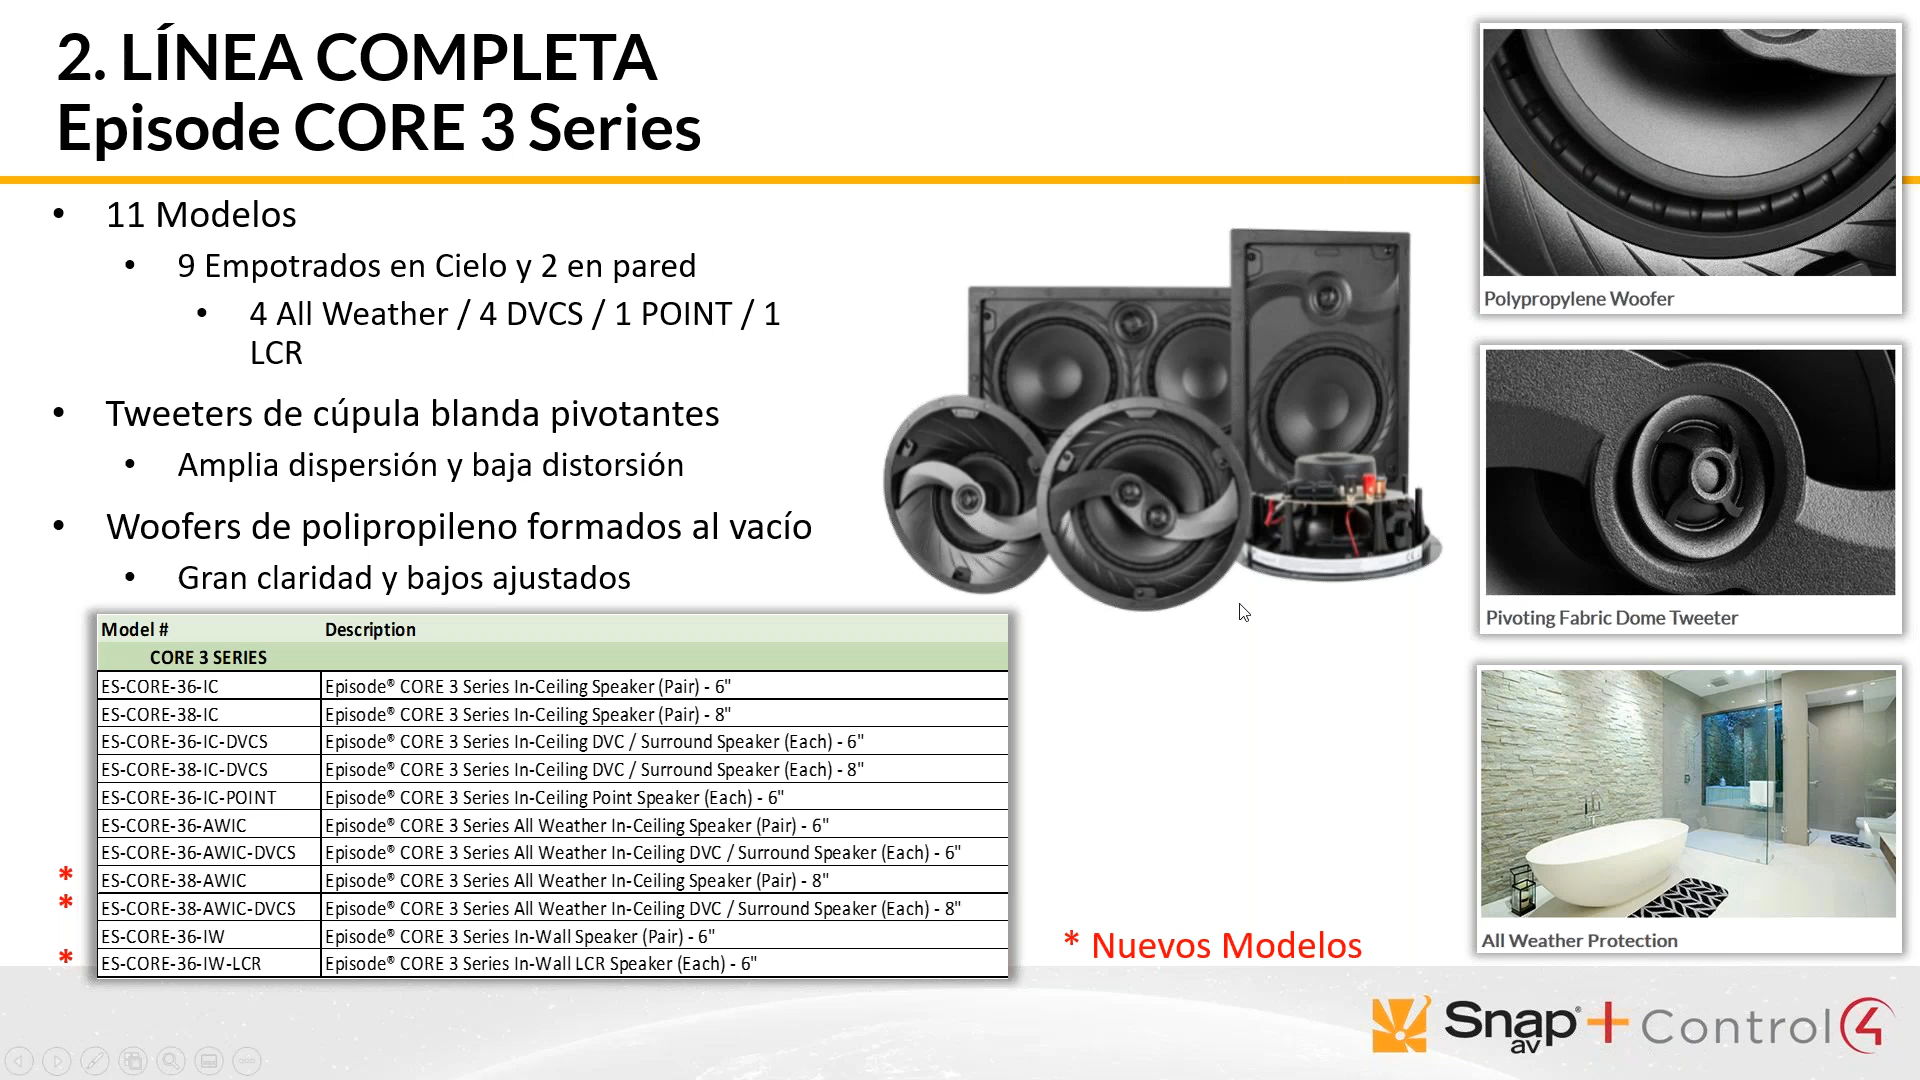 2. LÍNEA COMPLETA
Episode CORE 3 Series
• 11 Modelos
• 9 Empotrados en Cielo y 2 en pared
• 4 All Weather / 4 DVCS / 1 POINT / 1
LCR
• Tweeters de cúpula blanda pivotantes
• Amplia dispersión y baja distorsión
• Woofers de polipropileno formados al vacío
• Gran claridad y bajos ajustados
Model # Description
CORE 3 SERIES
ES-CORE-36-IC Episode® CORE 3 Series In-Ceiling Speaker (Pair) - 6"
ES-CORE-38-IC Episode® CORE 3 Series In-Ceiling Speaker (Pair) - 8"
ES-CORE-36-IC-DVCS Episode® CORE 3 Series In-Ceiling DVC / Surround Speaker (Each) - 6"
ES-CORE-38-IC-DVCS Episode® CORE 3 Series In-Ceiling DVC / Surround Speaker (Each) - 8"
ES-CORE-36-IC-POINT Episode® CORE 3 Series In-Ceiling Point Speaker (Each) - 6"
ES-CORE-36-AWIC Episode® CORE 3 Series All Weather In-Ceiling Speaker (Pair) - 6"
ES-CORE-36-AWIC-DVCS Episode® CORE 3 Series All Weather In-Ceiling DVC / Surround Speaker (Each) - 6"
* ES-CORE-38-AWIC Episode® CORE 3 Series All Weather In-Ceiling Speaker (Pair) - 8"
* ES-CORE-38-AWIC-DVCS Episode® CORE 3 Series All Weather In-Ceiling DVC / Surround Speaker (Each) - 8"
ES-CORE-36-IW Episode® CORE 3 Series In-Wall Speaker (Pair) - 6"
* ES-CORE-36-IW-LCR Episode® CORE 3 Series In-Wall LCR Speaker (Each) - 6"
* Nuevos Modelos
Polypropylene Woofer
Pivoting Fabric Dome Tweeter
All Weather Protection
Snap® av + Control4